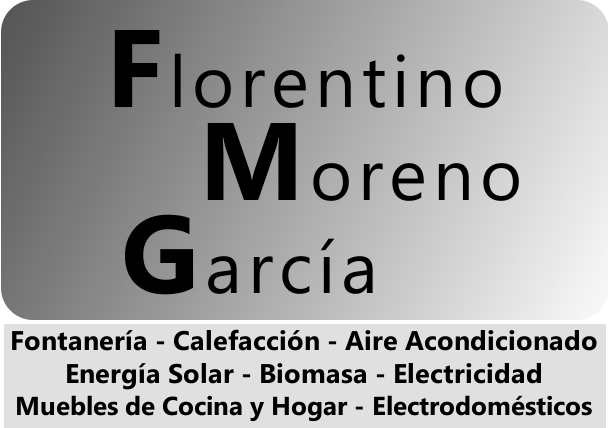 Florentino
Moreno
García
Fontanería - Calefacción - Aire Acondicionado
Energía Solar - Biomasa - Electricidad
Muebles de Cocina y Hogar - Electrodomésticos